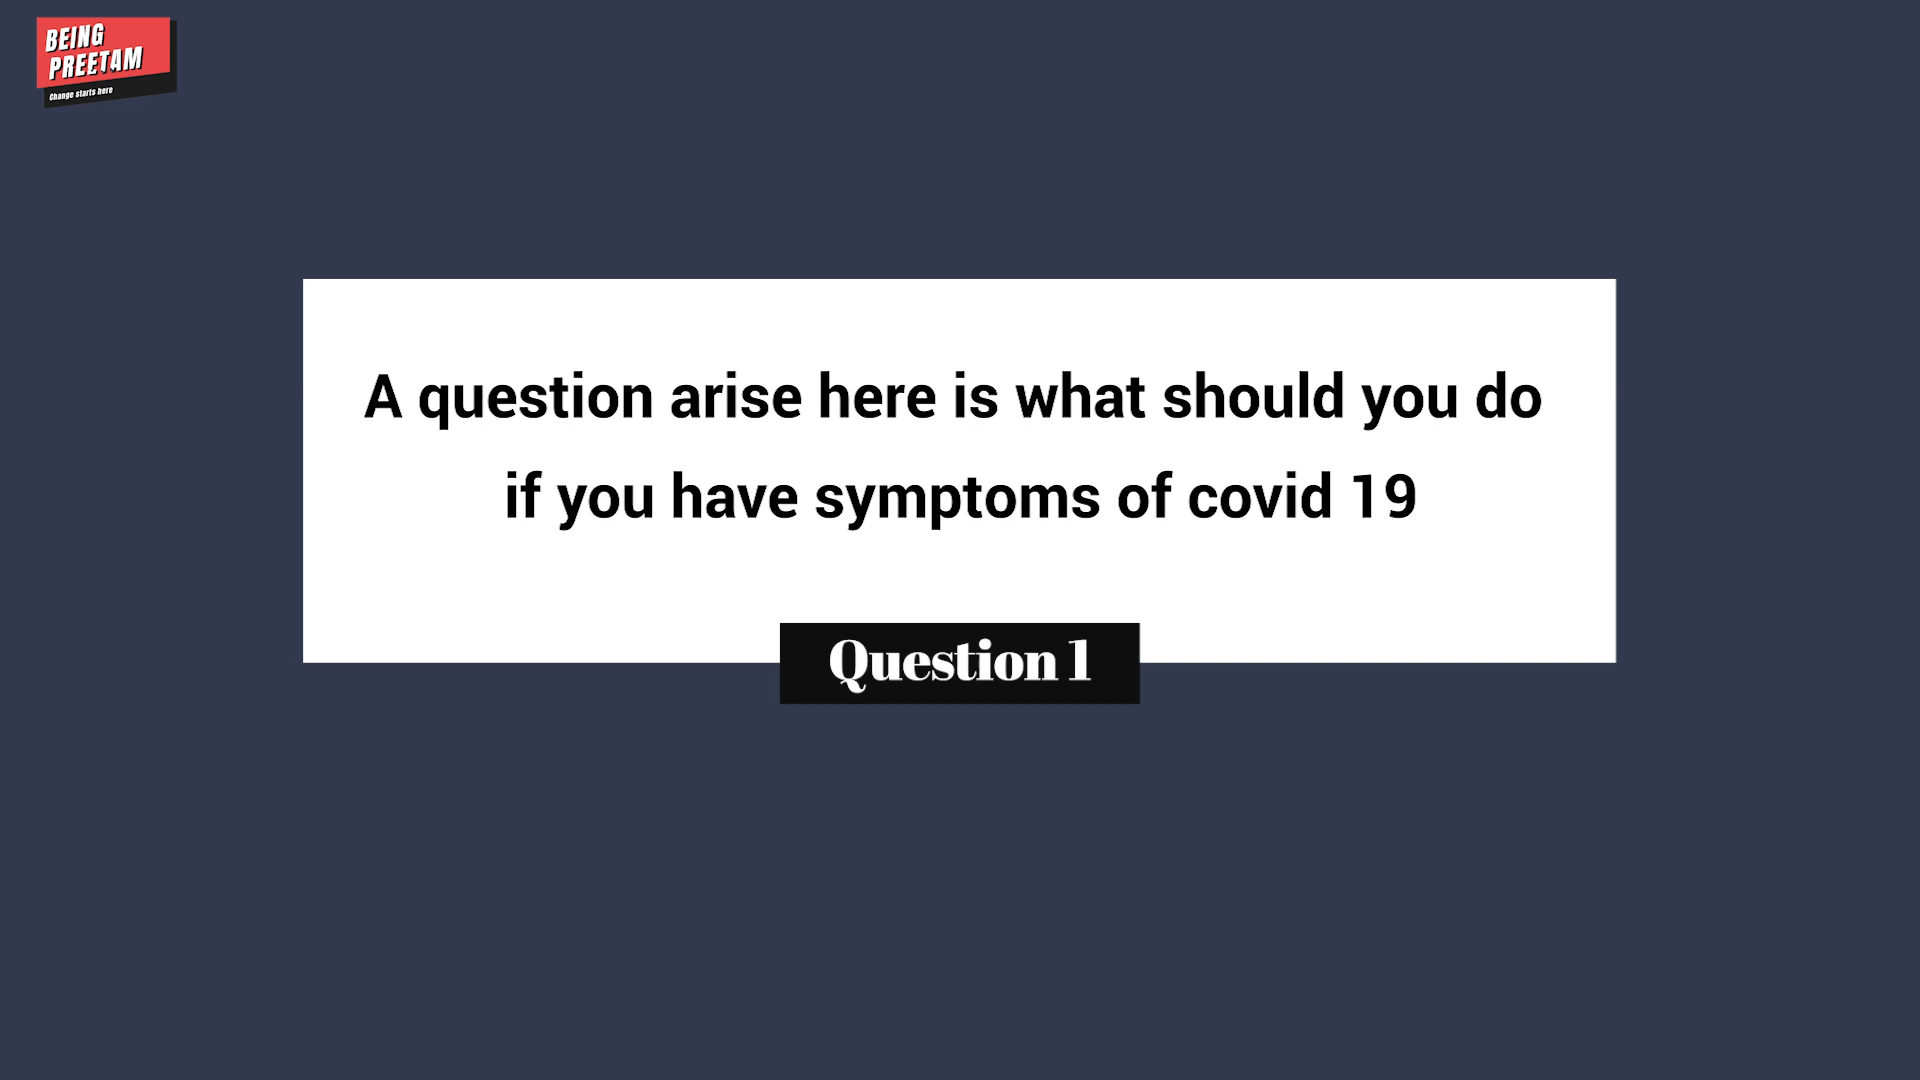 BEING
PREETAM
Change starts here
A question arise here is what should you do
if you have symptoms of covid 19
Question 1